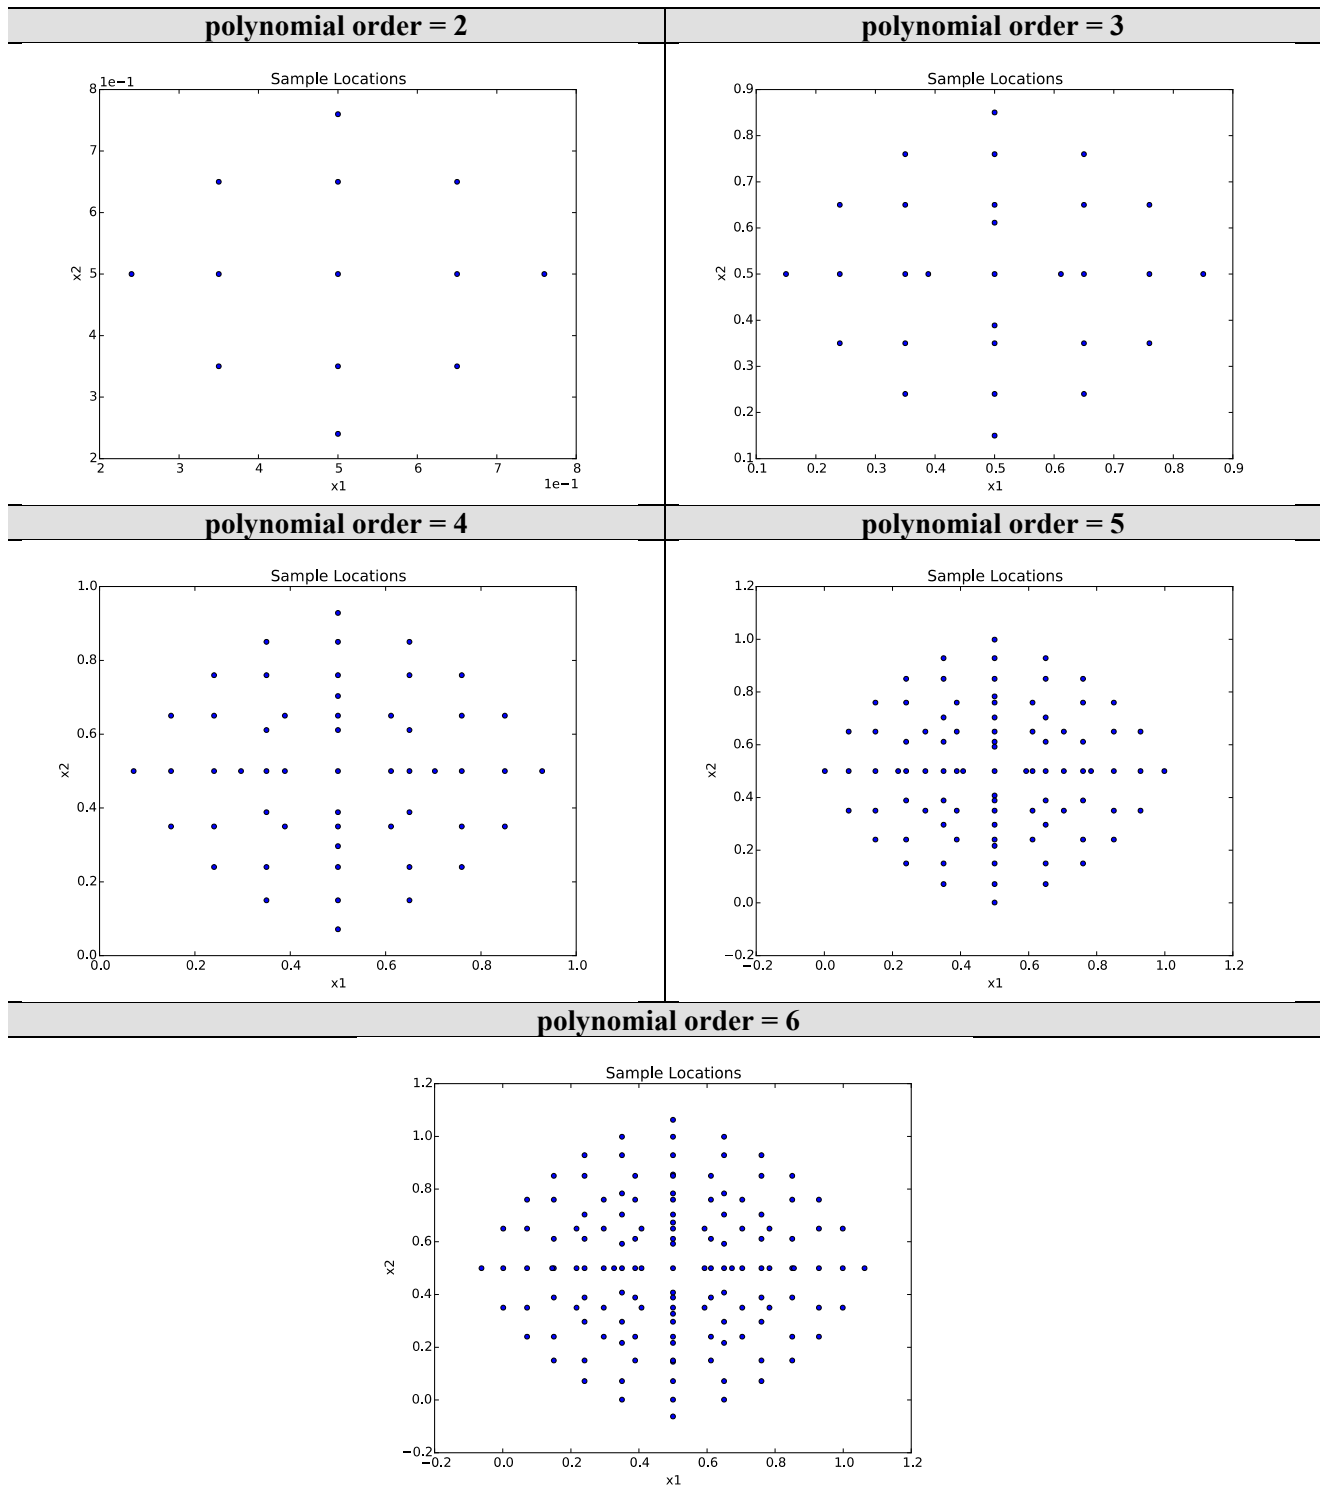 polynomial order = 2
polynomial order = 3
Sample Locations
1e−1
8
7
6
5
4
3
2
x2
2 3 4 5 6 7 8
1e−1
x1
Sample Locations
0.9
0.8
0.7
0.6
0.5
0.4
0.3
0.2
0.1
x2
0.1 0.2 0.3 0.4 0.5 0.6 0.7 0.8 0.9
x1
polynomial order = 4
polynomial order = 5
Sample Locations
1.0
0.8
0.6
0.4
0.2
0.0
x2
0.0 0.2 0.4 0.6 0.8 1.0
x1
Sample Locations
1.2
1.0
0.8
0.6
0.4
0.2
0.0
−0.2
x2
−0.2 0.0 0.2 0.4 0.6 0.8 1.0 1.2
x1
polynomial order = 6
Sample Locations
1.2
1.0
0.8
0.6
0.4
0.2
0.0
−0.2
x2
−0.2 0.0 0.2 0.4 0.6 0.8 1.0 1.2
x1